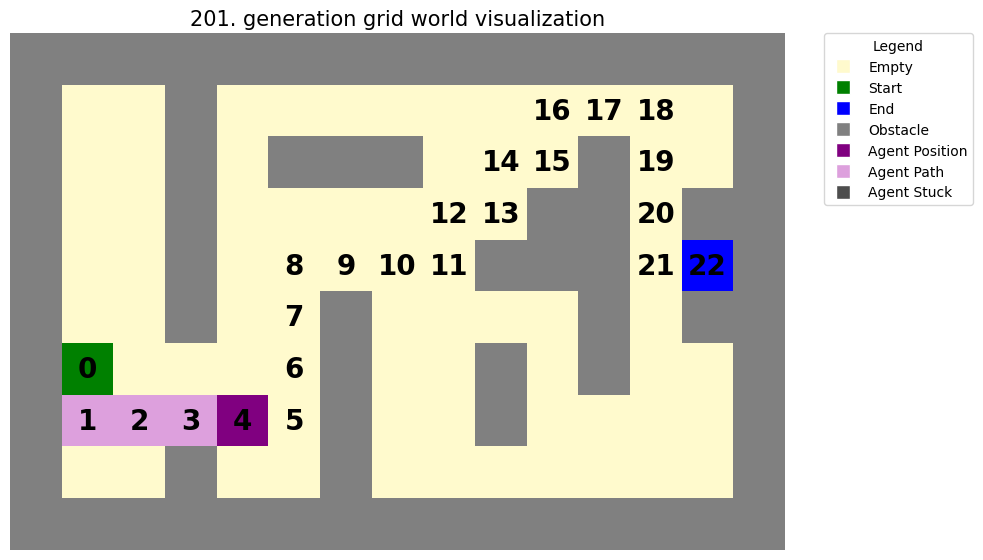 201. generation grid world visualization
Legend
Empty
Start
End
Obstacle
Agent Position
Agent Path
Agent Stuck
16 17 18
14 15 19
12 13 20
8 9 10 11 21 22
7
0 6
1 2 3 4 5